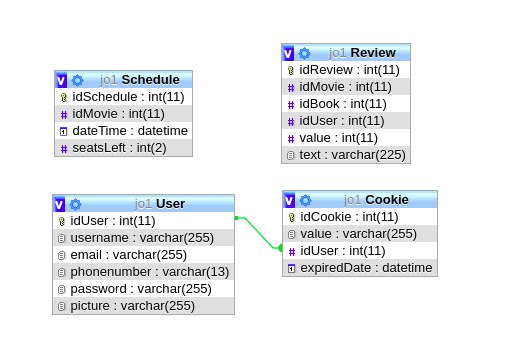 jo1 Schedule
idSchedule : int(11)
idMovie : int(11)
dateTime : datetime
seatsLeft : int(2)
jo1 Review
idReview : int(11)
idMovie : int(11)
idBook : int(11)
idUser : int(11)
value : int(11)
text : varchar(225)
jo1 User
idUser : int(11)
username : varchar(255)
email : varchar(255)
phonenumber : varchar(13)
password : varchar(255)
picture : varchar(255)
jo1 Cookie
idCookie : int(11)
value : varchar(255)
idUser : int(11)
expiredDate : datetime